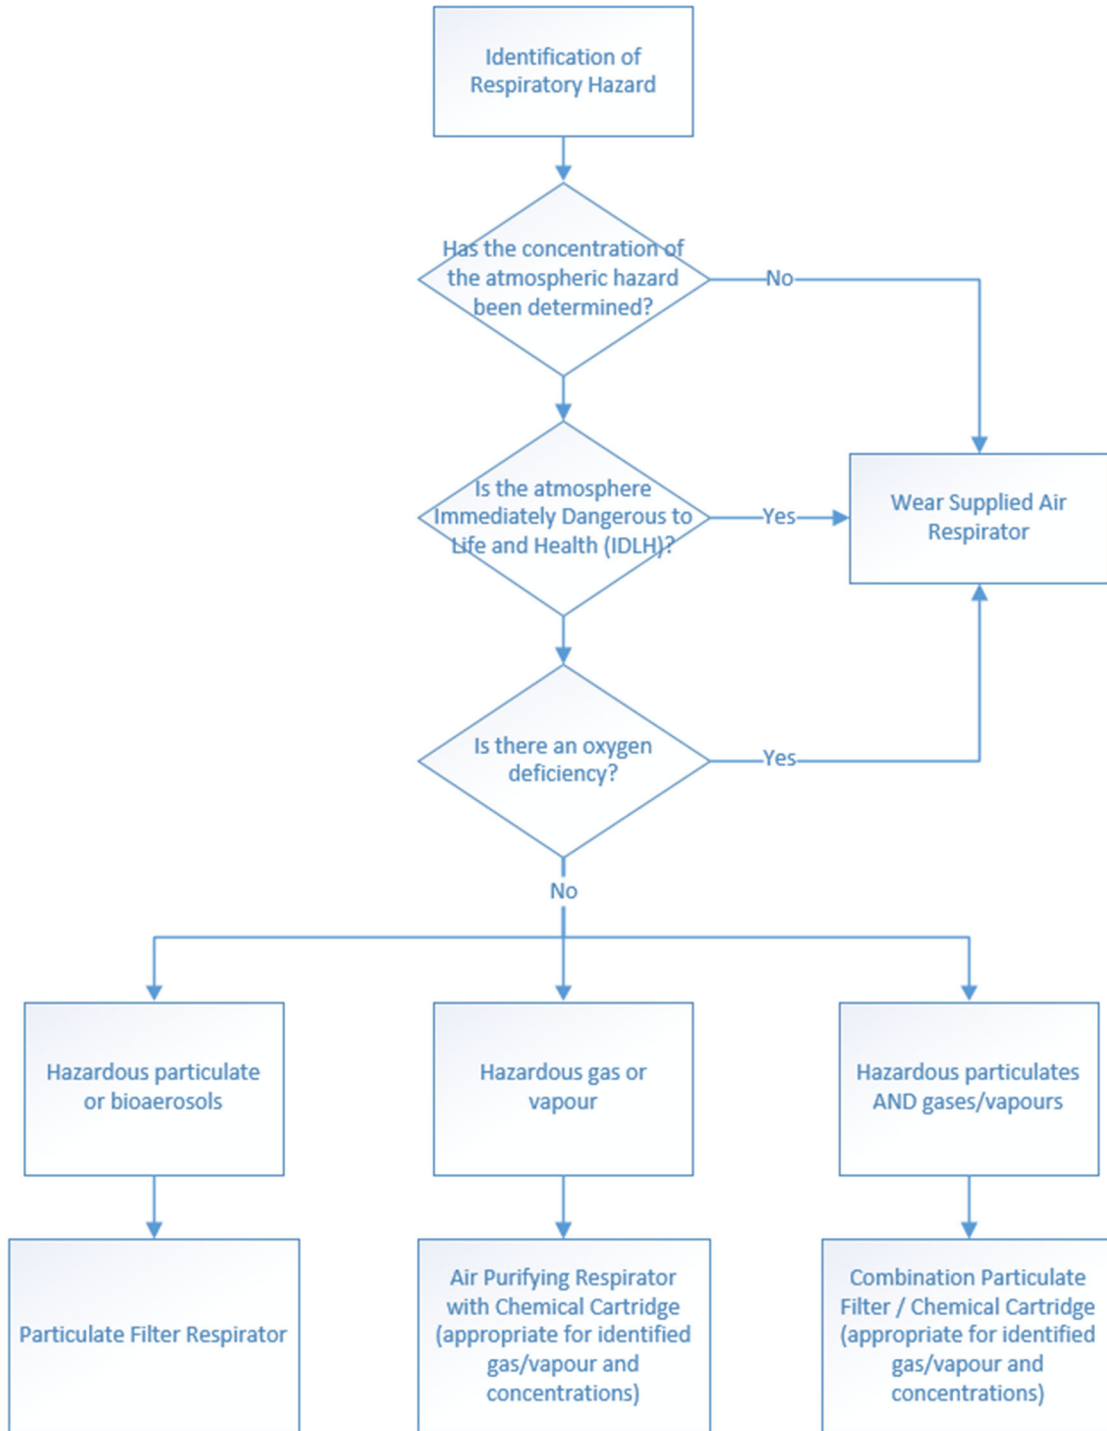 Identification of
Respiratory Hazard
Has the concentration of
the atmospheric hazard
been determined?
No
Is the atmosphere
Immediately Dangerous to
Life and Health (IDLH)?
Yes
Wear Supplied Air
Respirator
Is there an oxygen
deficiency?
Yes
No
Hazardous particulate
or bioaerosols
Hazardous gas or
vapour
Hazardous particulates
AND gases/vapours
Particulate Filter Respirator
Air Purifying Respirator
with Chemical Cartridge
(appropriate for identified
gas/vapour and
concentrations)
Combination Particulate
Filter / Chemical Cartridge
(appropriate for identified
gas/vapour and
concentrations)